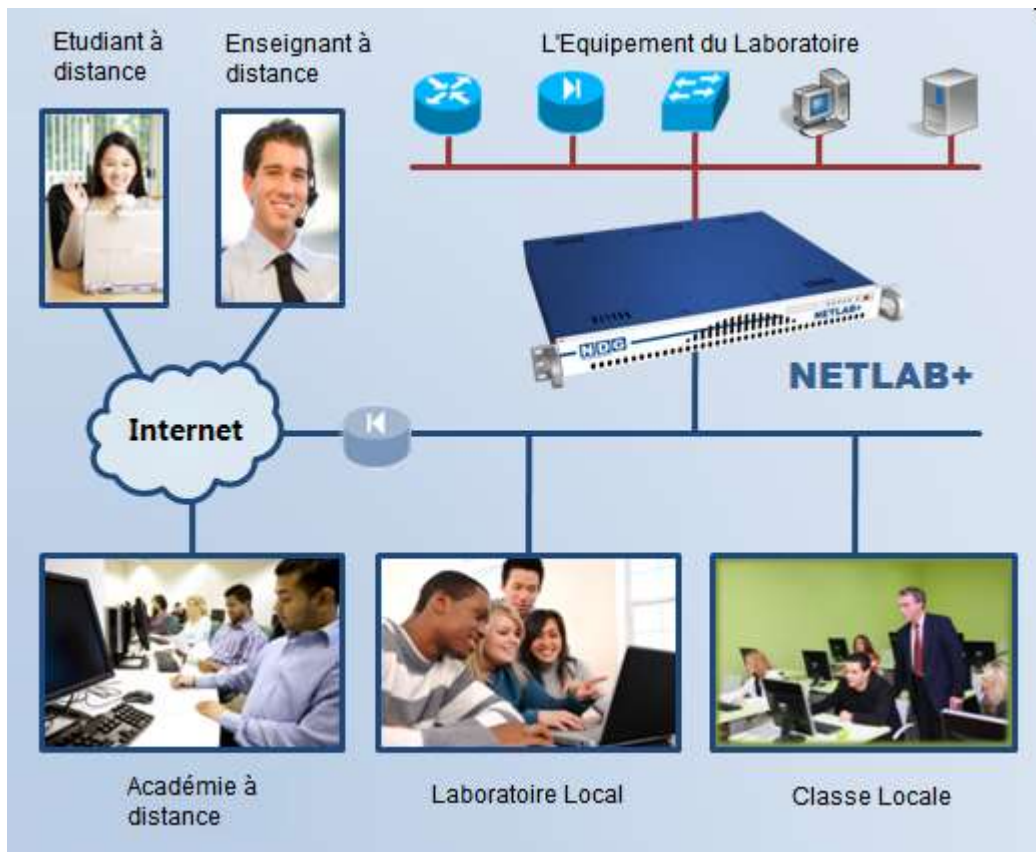 Etudiant à
distance
Enseignant à
distance
L'Equipement du Laboratoire
NETLAB+
NDG
NETLAB+
Internet
Académie à
distance
Laboratoire Local
Classe Locale